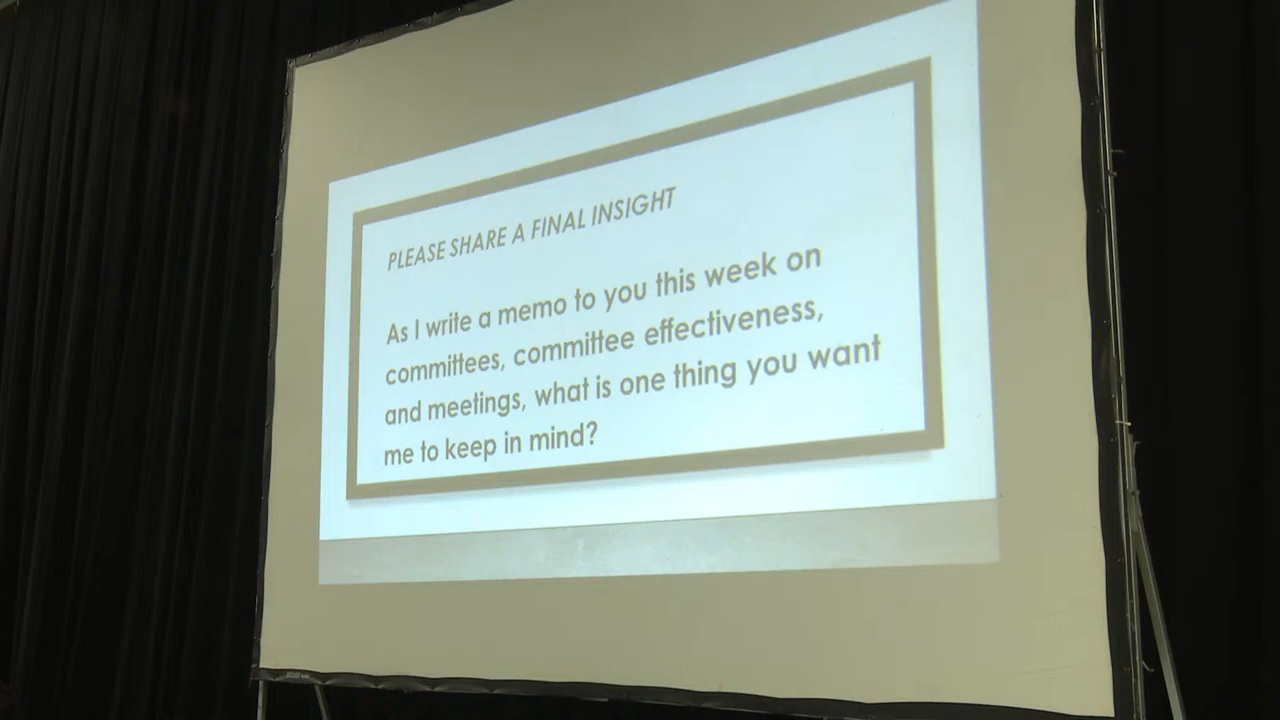 PLEASE SHARE A FINAL INSIGHT
As I write a memo to you this week on
committees, committee effectiveness,
and meetings, what is one thing you want
me to keep in mind?